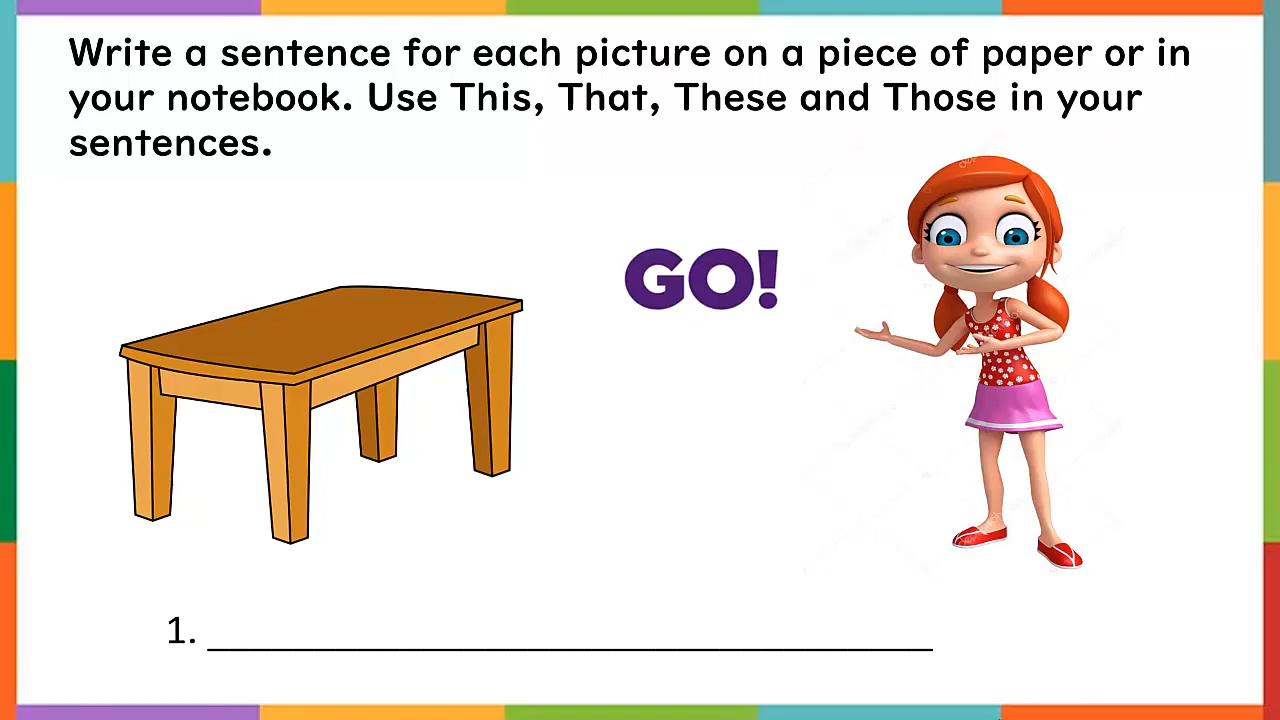 Write a sentence for each picture on a piece of paper or in
your notebook. Use This, That, These and Those in your
sentences.
GO!
1. ___________________________________